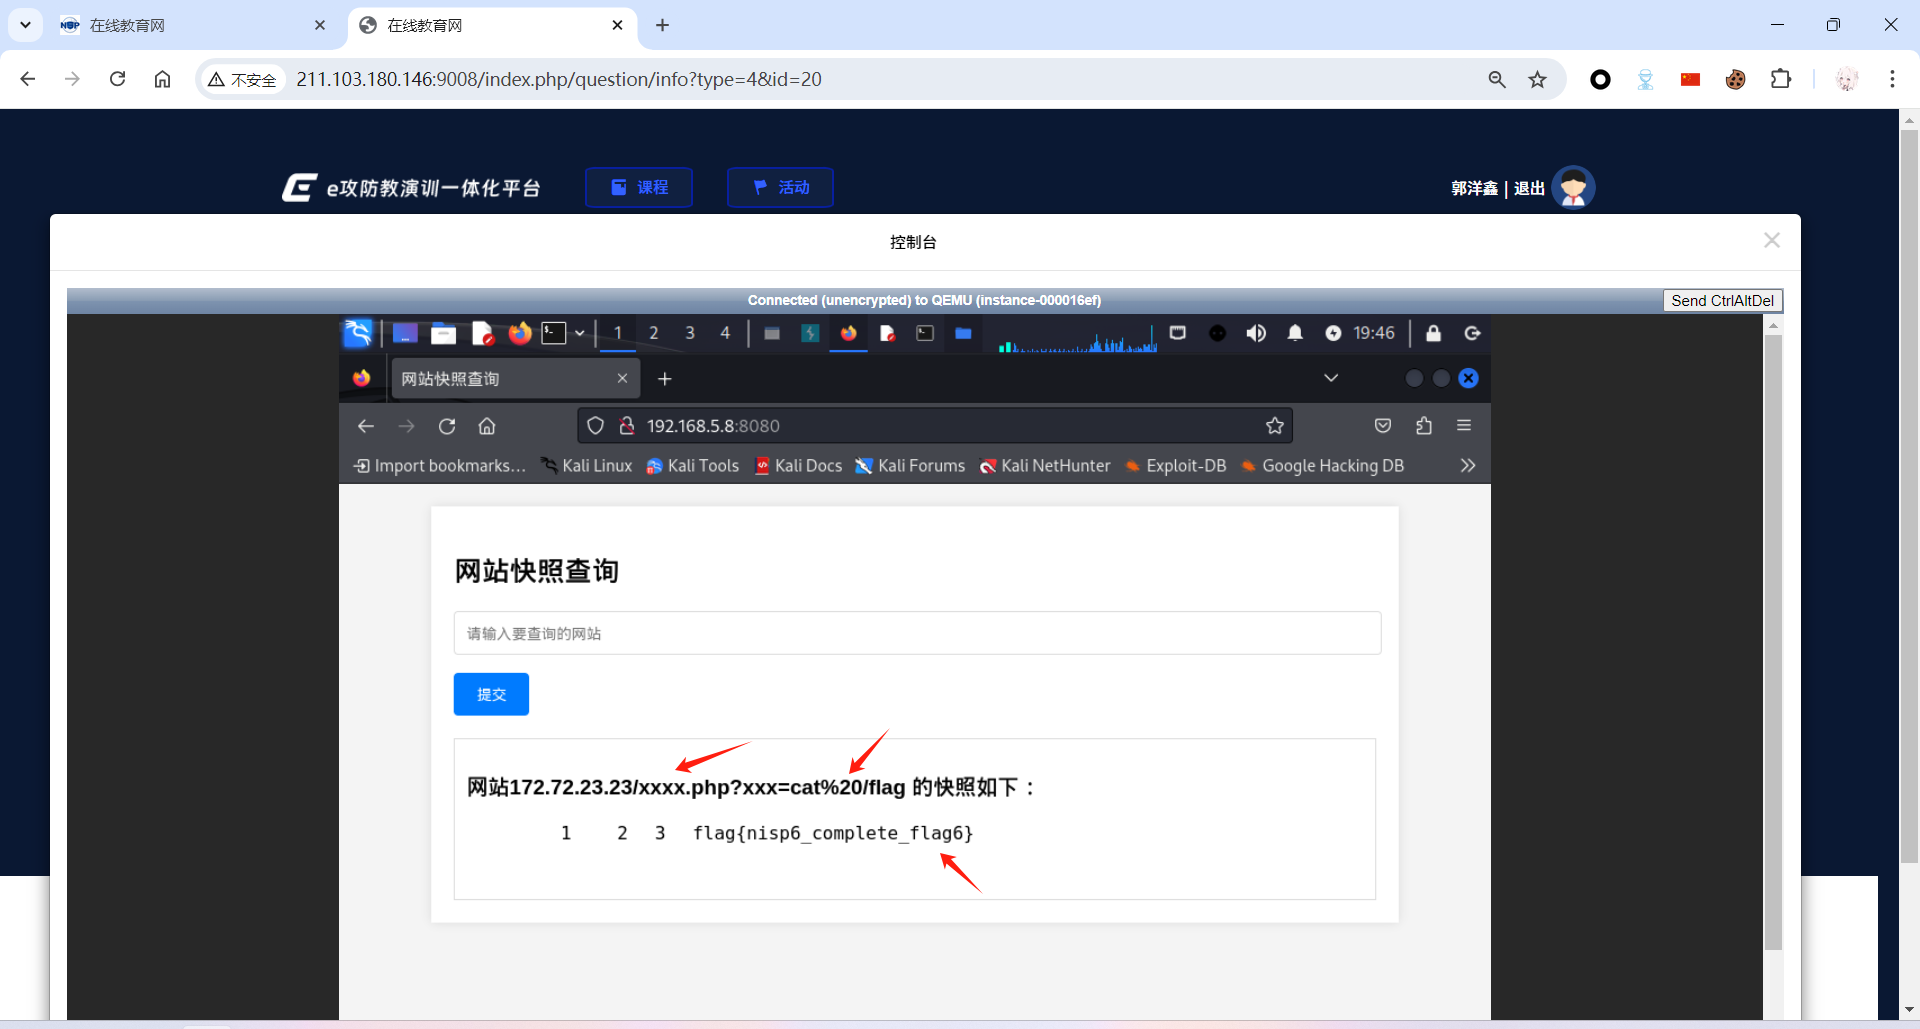 在线教育网
在线教育网
不安全
211.103.180.146:9008/index.php/question/info?type=4&id=20
e攻防教演训一体化平台
课程
活动
郭洋鑫 | 退出
控制台
Connected (unencrypted) to QEMU (instance-000016ef)
Send CtrlAltDel
1 2 3 4
19:46
网站快照查询
192.168.5.8:8080
Import bookmarks... Kali Linux Kali Tools Kali Docs Kali Forums Kali NetHunter Exploit-DB Google Hacking DB
网站快照查询
请输入要查询的网站
提交
网站172.72.23.23/xxxx.php?xxx=cat%20/flag 的快照如下：
1 2 3 flag{nisp6_complete_flag6}